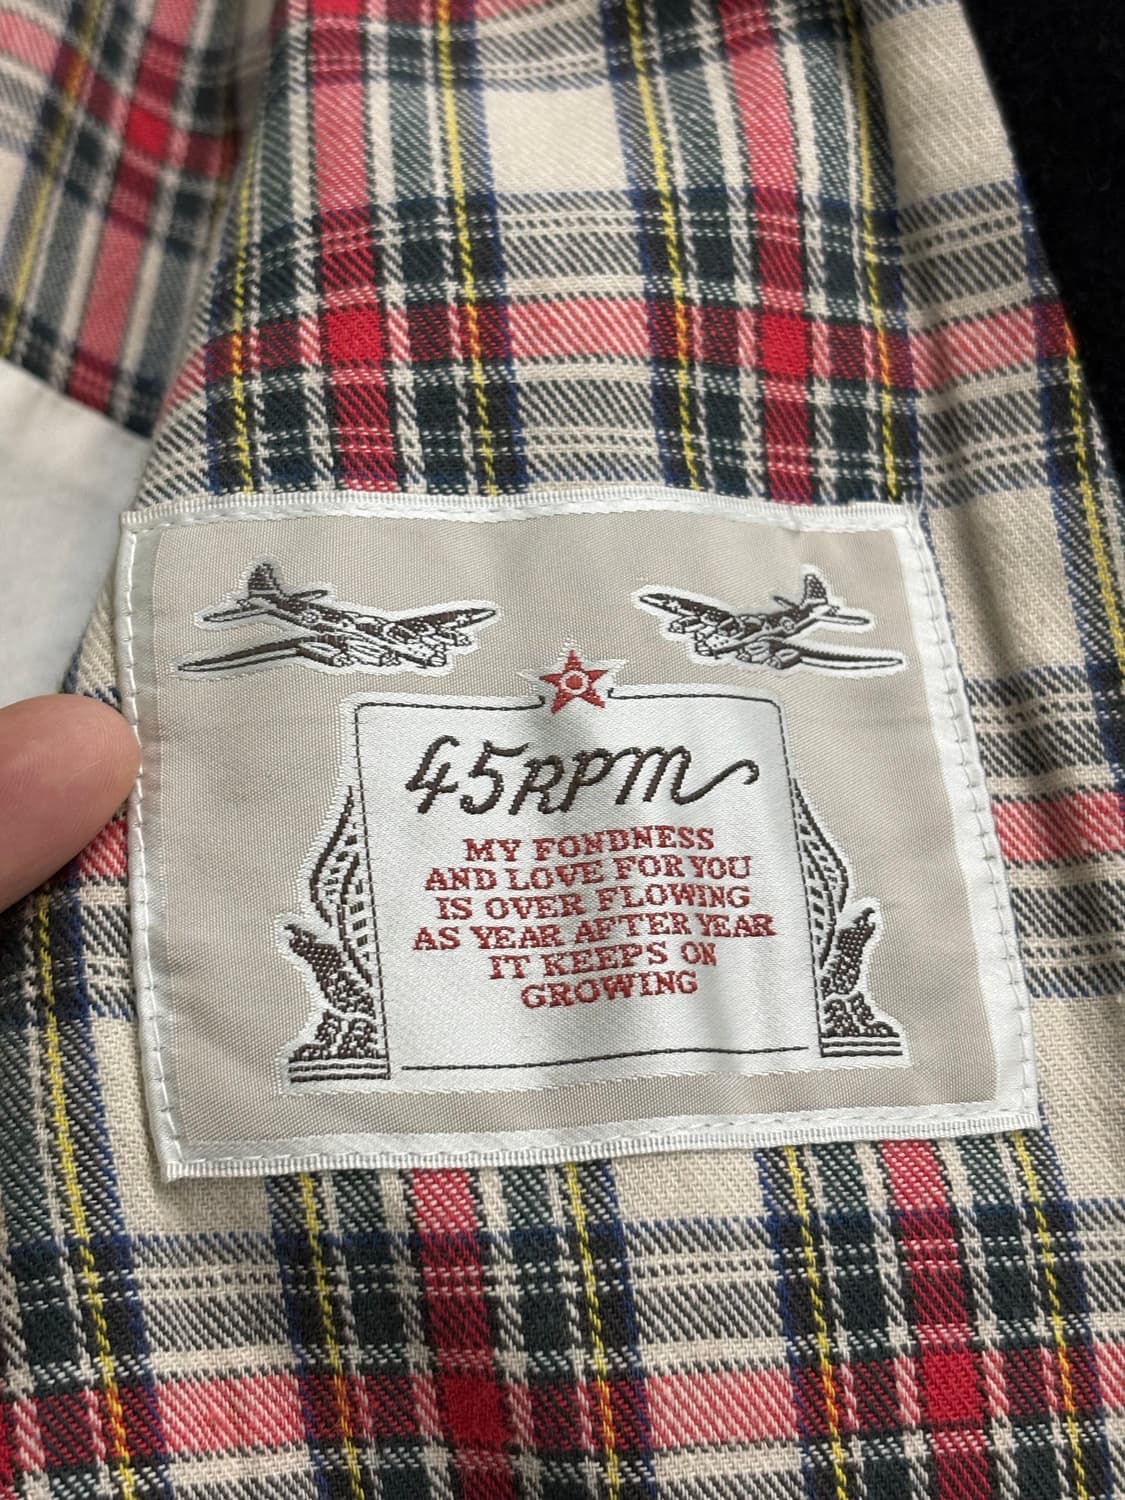 45RPM
MY FONDNESS
AND LOVE FOR YOU
IS OVER FLOWING
AS YEAR AFTER YEAR
IT KEEPS ON
GROWING